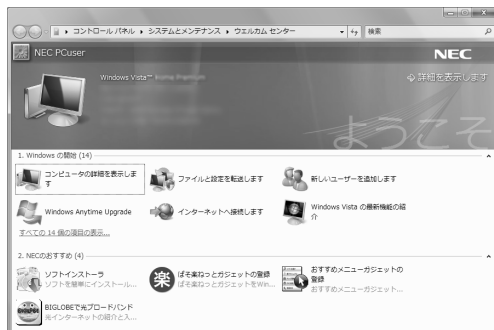 コントロール パネル ▸ システムとメンテナンス ▸ ウエルカム センター
検索
NEC PCuser
NEC
Windows Vista™
詳細を表示します
ようこそ
1. Windows の開始 (14)
コンピュータの詳細を表示しま
す
ファイルと設定を転送します
新しいユーザーを追加します
Windows Anytime Upgrade
インターネットへ接続します
Windows Vista の最新機能の紹
介
すべての 14 個の項目の表示...
2. NECのおすすめ (4)
ソフトインストーラ
ソフトを簡単にインストール...
楽
ぱそ楽ねっとガジェットの登録
ぱそ楽ねっとガジェットをWin...
おすすめメニューガジェットの
登録
おすすめメニューガジェット...
BIGLOBE
BIGLOBEで光ブロードバンド
光インターネットの紹介と入...